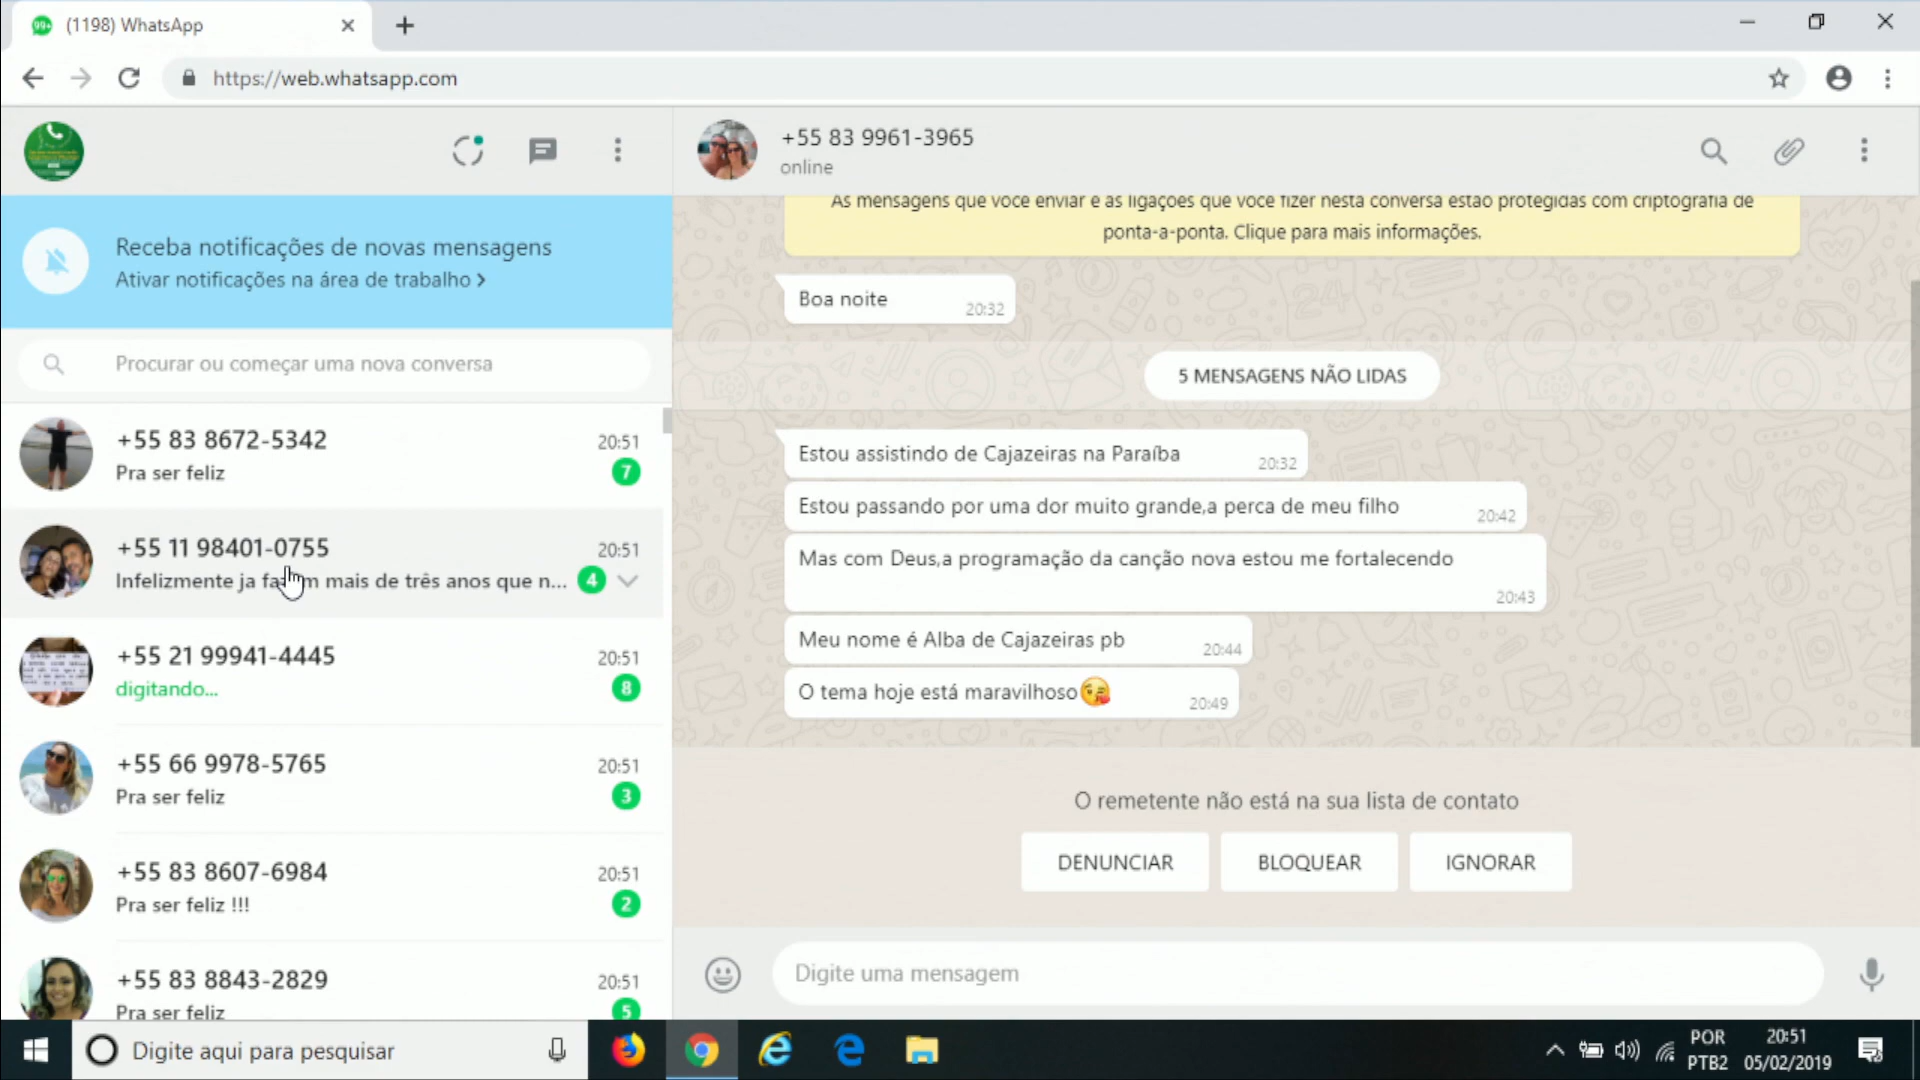 (1198) WhatsApp
https://web.whatsapp.com
+55 83 9961-3965
online
Receba notificações de novas mensagens
Ativar notificações na área de trabalho
Procurar ou começar uma nova conversa
+55 83 8672-5342
20:51
Pra ser feliz
7
+55 11 98401-0755
20:51
Infelizmente ja mais de três anos que n...
4
+55 21 99941-4445
20:51
digitando...
8
+55 66 9978-5765
20:51
Pra ser feliz
3
+55 83 8607-6984
20:51
Pra ser feliz !!!
2
+55 83 8843-2829
20:51
Pra ser feliz
5
As mensagens que você enviar e as ligações que você fizer nesta conversa estão protegidas com criptografia de
ponta-a-ponta. Clique para mais informações.
Boa noite
20:32
5 MENSAGENS NÃO LIDAS
Estou assistindo de Cajazeiras na Paraíba
20:32
Estou passando por uma dor muito grande,a perca de meu filho
20:42
Mas com Deus,a programação da canção nova estou me fortalecendo
20:43
Meu nome é Alba de Cajazeiras pb
20:44
O tema hoje está maravilhoso😘
20:49
O remetente não está na sua lista de contato
DENUNCIAR BLOQUEAR IGNORAR
Digite uma mensagem
Digite aqui para pesquisar
POR
PTB2
20:51
05/02/2019